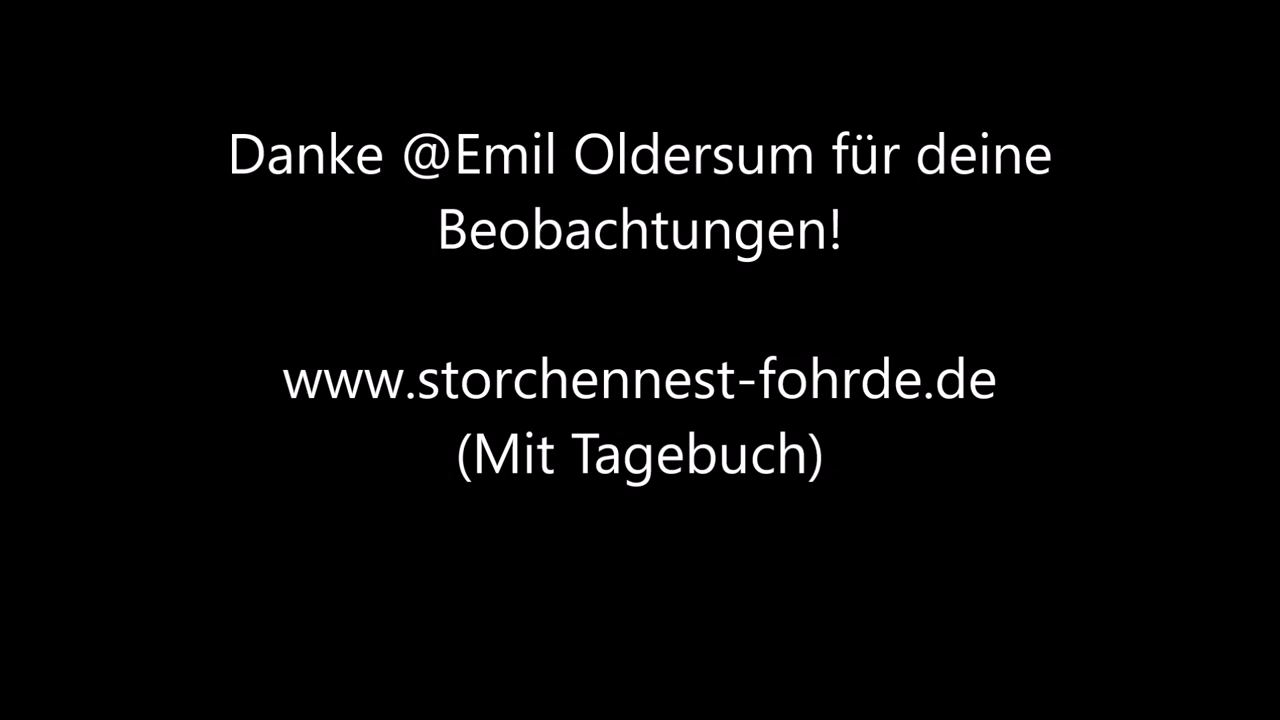 Danke @Emil Oldersum für deine
Beobachtungen!
www.storchennest-fohrde.de
(Mit Tagebuch)